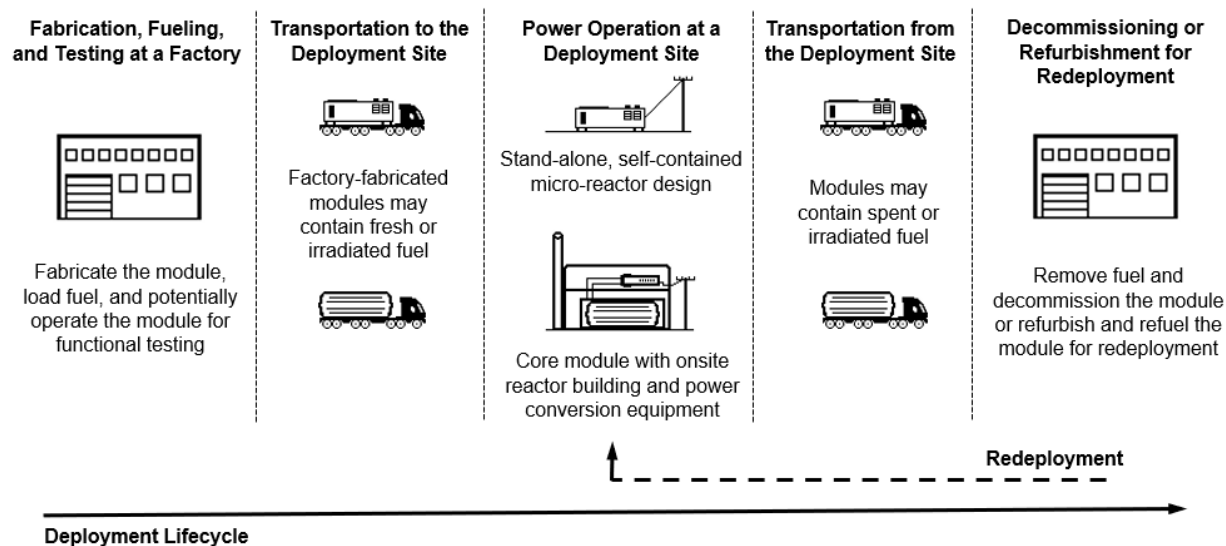 Fabrication, Fueling,
and Testing at a Factory
Fabricate the module,
load fuel, and potentially
operate the module for
functional testing
Transportation to the
Deployment Site
Factory-fabricated
modules may
contain fresh or
irradiated fuel
Power Operation at a
Deployment Site
Stand-alone, self-contained
micro-reactor design
Core module with onsite
reactor building and power
conversion equipment
Transportation from
the Deployment Site
Modules may
contain spent or
irradiated fuel
Decommissioning or
Refurbishment for
Redeployment
Remove fuel and
decommission the module
or refurbish and refuel the
module for redeployment
Redeployment
Deployment Lifecycle